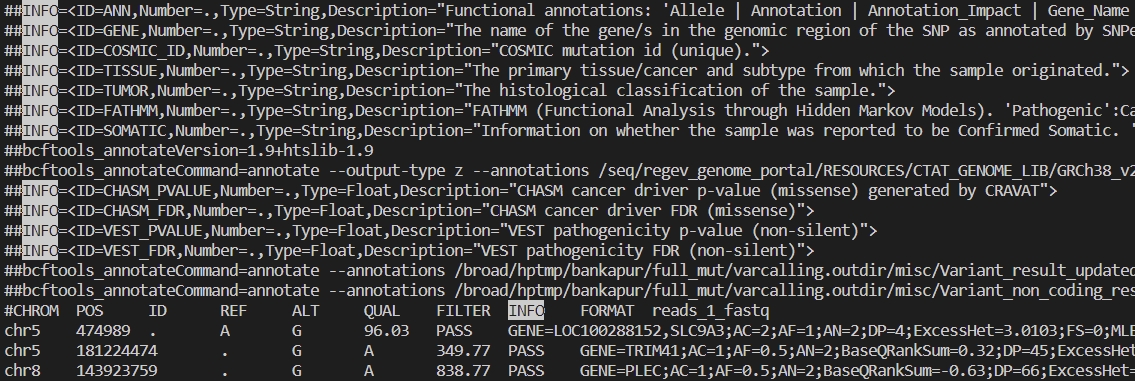 ##INFO=<ID=ANN,Number=.,Type=String,Description="Functional annotations: 'Allele | Annotation | Annotation_Impact | Gene_Name
##INFO=<ID=GENE,Number=.,Type=String,Description="The name of the gene/s in the genomic region of the SNP as annotated by SNPe
##INFO=<ID=COSMIC_ID,Number=.,Type=String,Description="COSMIC mutation id (unique).">
##INFO=<ID=TISSUE,Number=.,Type=String,Description="The primary tissue/cancer and subtype from which the sample originated.">
##INFO=<ID=TUMOR,Number=.,Type=String,Description="The histological classification of the sample.">
##INFO=<ID=FATHMM,Number=.,Type=String,Description="FATHMM (Functional Analysis through Hidden Markov Models). 'Pathogenic':Ca
##INFO=<ID=SOMATIC,Number=.,Type=String,Description="Information on whether the sample was reported to be Confirmed Somatic. '
##bcftools_annotateVersion=1.9+htslib-1.9
##bcftools_annotateCommand=annotate --output-type z --annotations /seq/regev_genome_portal/RESOURCES/CTAT_GENOME_LIB/GRCh38_v2
##INFO=<ID=CHASM_PVALUE,Number=.,Type=Float,Description="CHASM cancer driver p-value (missense) generated by CRAVAT">
##INFO=<ID=CHASM_FDR,Number=.,Type=Float,Description="CHASM cancer driver FDR (missense)">
##INFO=<ID=VEST_PVALUE,Number=.,Type=Float,Description="VEST pathogenicity p-value (non-silent)">
##INFO=<ID=VEST_FDR,Number=.,Type=Float,Description="VEST pathogenicity FDR (non-silent)">
##bcftools_annotateCommand=annotate --annotations /broad/hptmp/bankapur/full_mut/varcalling.outdir/misc/Variant_result_updated
##bcftools_annotateCommand=annotate --annotations /broad/hptmp/bankapur/full_mut/varcalling.outdir/misc/Variant_non_coding_res
#CHROM POS ID REF ALT QUAL FILTER INFO FORMAT reads_1_fastq
chr5 474989 . A G 96.03 PASS GENE=LOC100288152,SLC9A3;AC=2;AF=1;AN=2;DP=4;ExcessHet=3.0103;FS=0;MLE
chr5 181224474 . G A 349.77 PASS GENE=TRIM41;AC=1;AF=0.5;AN=2;BaseQRankSum=0.32;DP=45;ExcessHe
chr8 143923759 . G A 838.77 PASS GENE=PLEC;AC=1;AF=0.5;AN=2;BaseQRankSum=-0.63;DP=66;ExcessHet